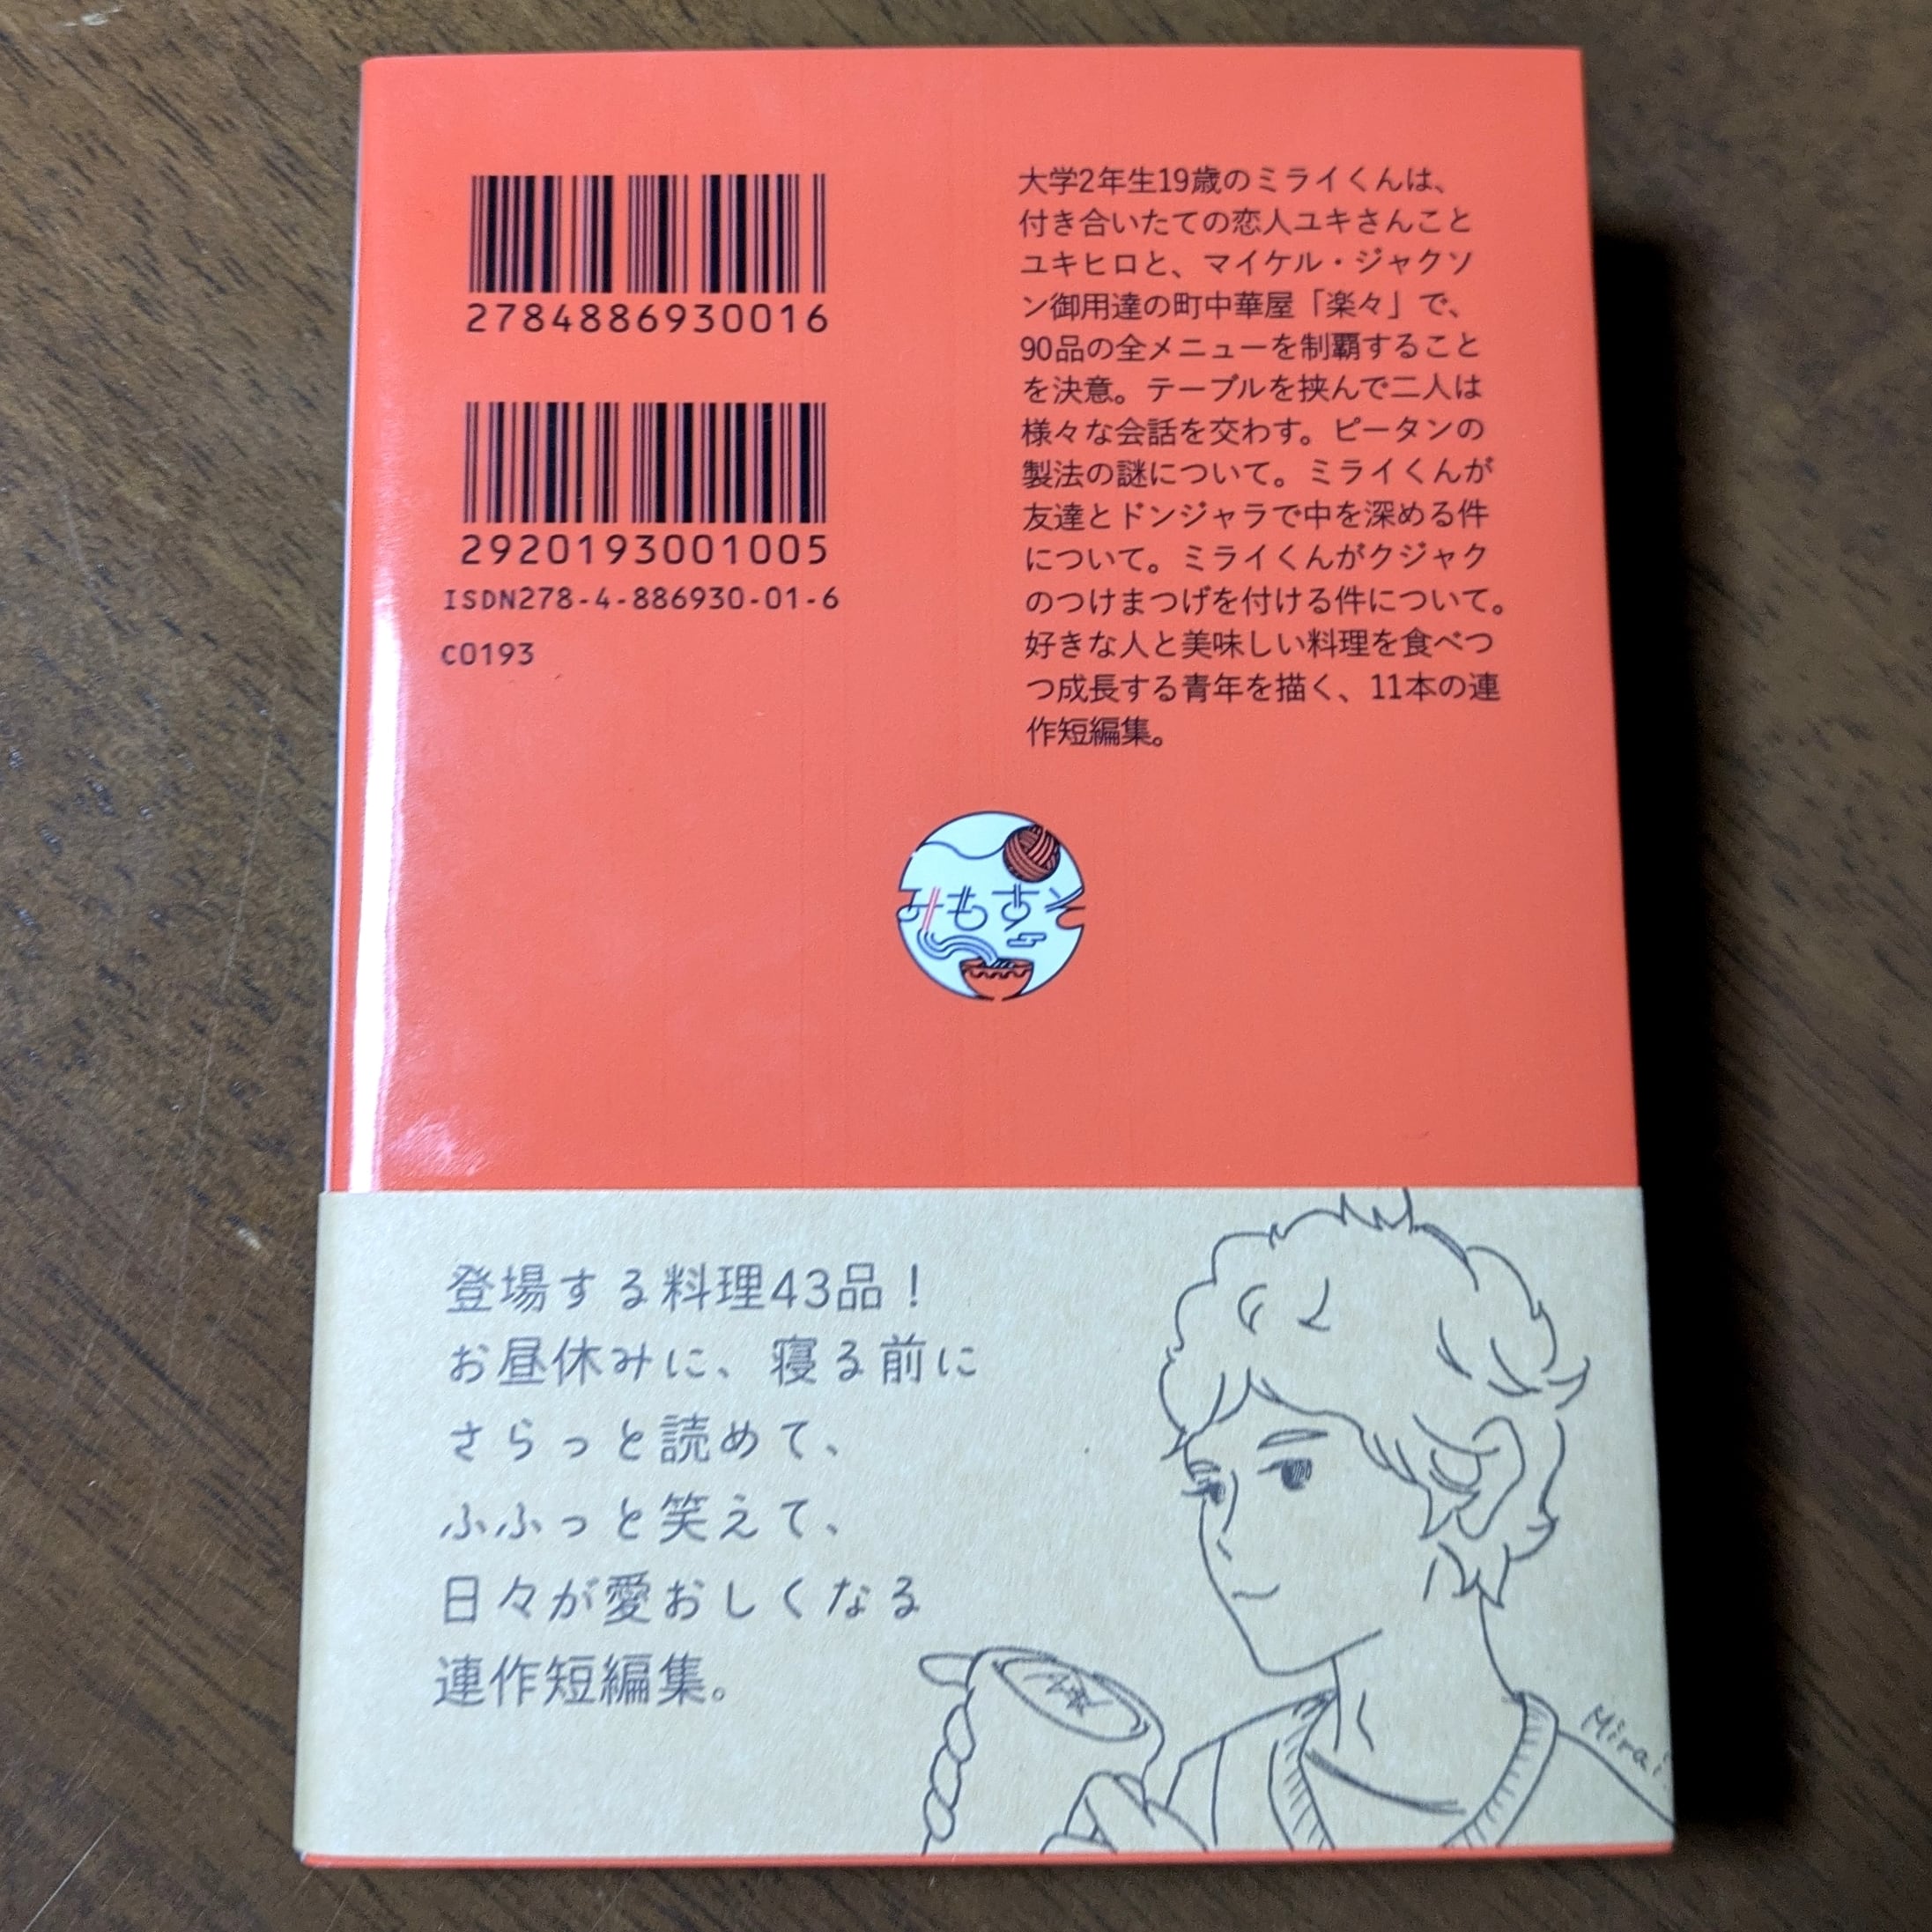 2784886930016
2920193001005
ISDN278-4-886930-01-6
C0193
大学2年生19歳のミライくんは、
付き合いたての恋人ユキさんこと
ユキヒロと、マイケル・ジャクソ
ン御用達の町中華屋「楽々」で、
90品の全メニューを制覇すること
を決意。テーブルを挟んで二人は
様々な会話を交わす。ピータンの
製法の謎について。ミライくんが
友達とドンジャラで中を深める件
について。ミライくんがクジャク
のつけまつげを付ける件について。
好きな人と美味しい料理を食べつ
つ成長する青年を描く、11本の連
作短編集。
みもすと
登場する料理43品！
お昼休みに、寝る前に
さらっと読めて、
ふふっと笑えて、
日々が愛おしくなる
連作短編集。
Mirai